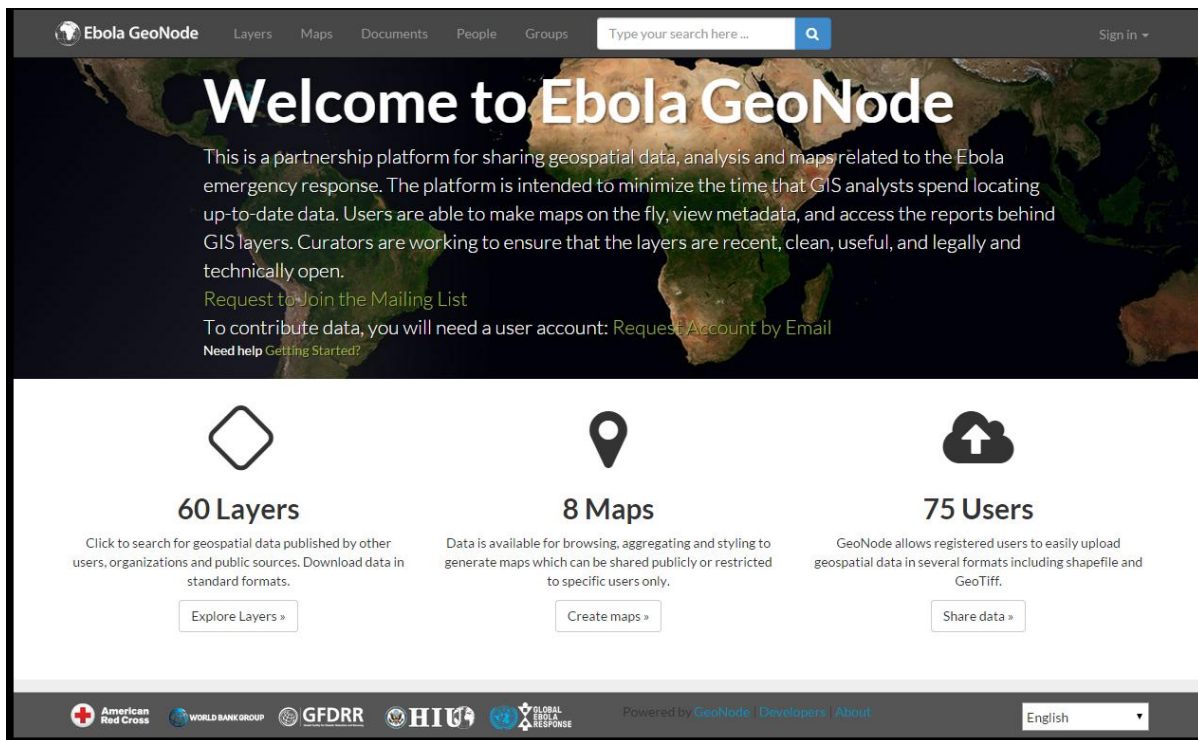 Ebola GeoNode
Layers
Maps
Documents
People
Groups
Type your search here ...
Sign in
Welcome to Ebola GeoNode
This is a partnership platform for sharing geospatial data, analysis and maps related to the Ebola
emergency response. The platform is intended to minimize the time that GIS analysts spend locating
up-to-date data. Users are able to make maps on the fly, view metadata, and access the reports behind
GIS layers. Curators are working to ensure that the layers are recent, clean, useful, and legally and
technically open.
Request to Join the Mailing List
To contribute data, you will need a user account: Request Account by Email
Need help Getting Started?
60 Layers
Click to search for geospatial data published by other
users, organizations and public sources. Download data in
standard formats.
Explore Layers »
8 Maps
Data is available for browsing, aggregating and styling to
generate maps which can be shared publicly or restricted
to specific users only.
Create maps »
75 Users
GeoNode allows registered users to easily upload
geospatial data in several formats including shapefile and
GeoTiff.
Share data »
American
Red Cross
WORLD BANK GROUP
GFDRR
HIU
GLOBAL
EBOLA
RESPONSE
Powered by GeoNode | Developers | About
English